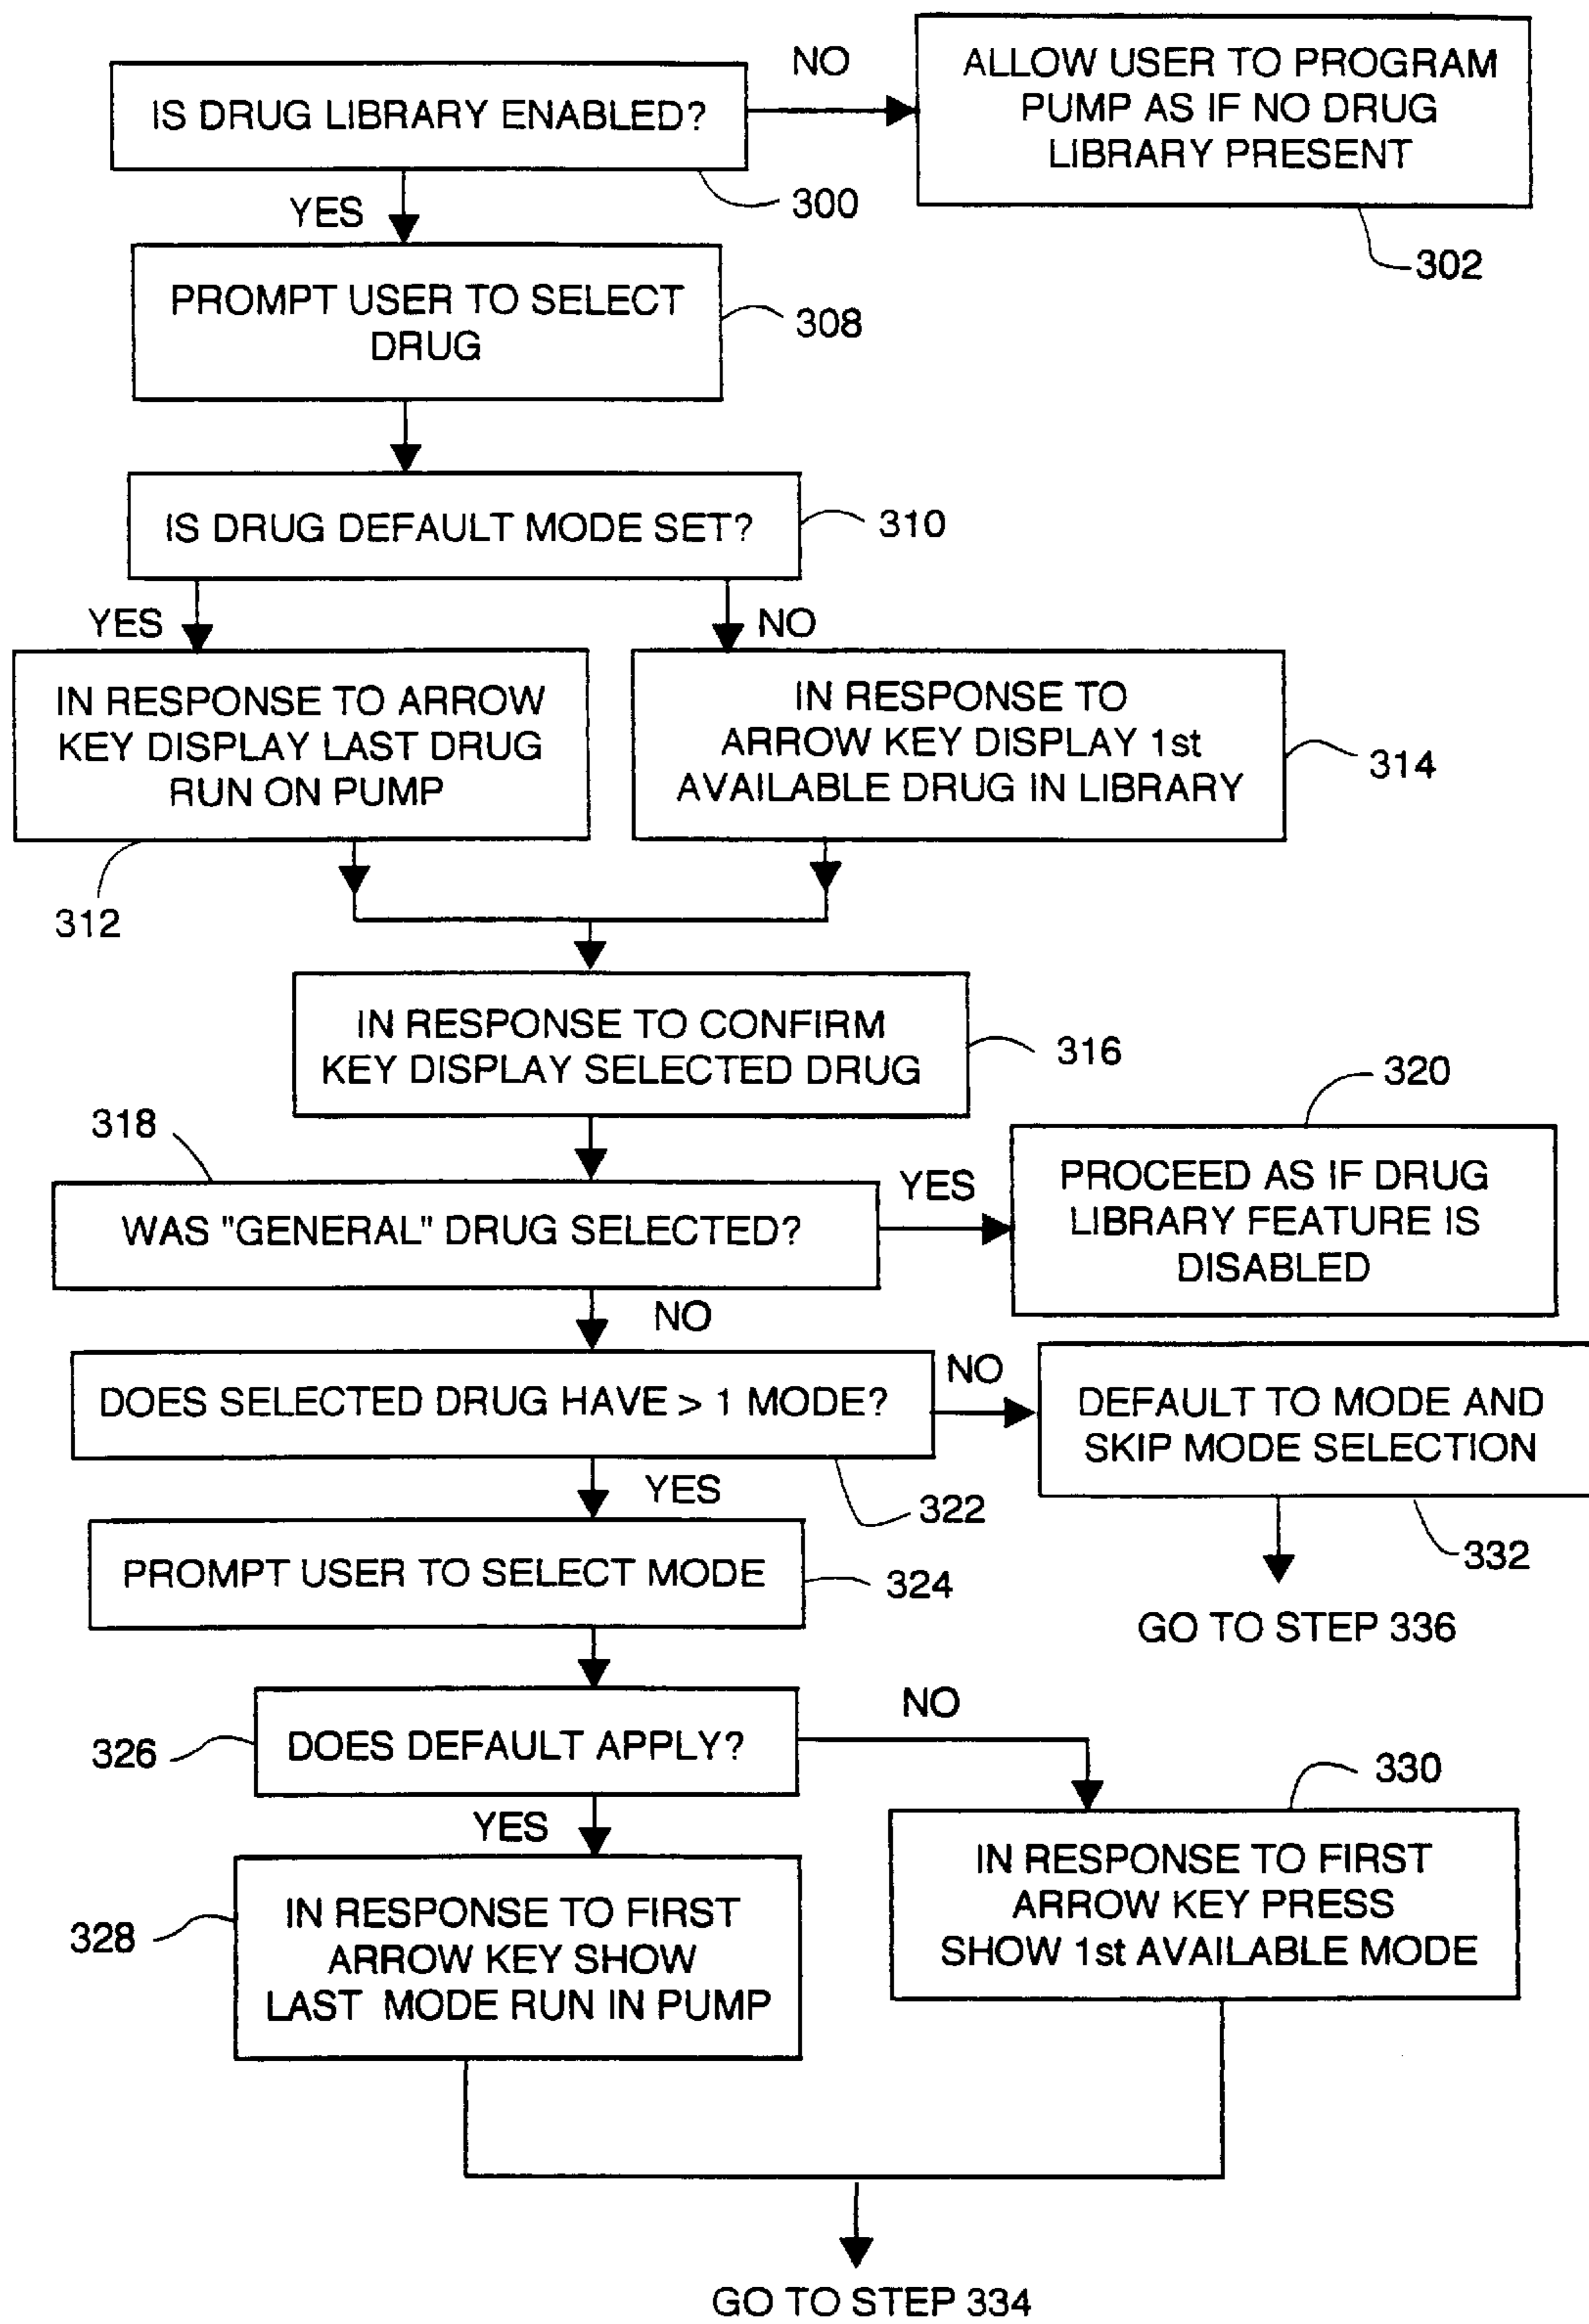 IS DRUG LIBRARY ENABLED?
NO
ALLOW USER TO PROGRAM
PUMP AS IF NO DRUG
LIBRARY PRESENT
300
302
YES
PROMPT USER TO SELECT
DRUG
308
IS DRUG DEFAULT MODE SET?
310
YES
NO
IN RESPONSE TO ARROW
KEY DISPLAY LAST DRUG
RUN ON PUMP
312
IN RESPONSE TO
ARROW KEY DISPLAY 1st
AVAILABLE DRUG IN LIBRARY
314
IN RESPONSE TO CONFIRM
KEY DISPLAY SELECTED DRUG
316
318
WAS "GENERAL" DRUG SELECTED?
YES
320
PROCEED AS IF DRUG
LIBRARY FEATURE IS
DISABLED
NO
DOES SELECTED DRUG HAVE > 1 MODE?
322
NO
DEFAULT TO MODE AND
SKIP MODE SELECTION
332
GO TO STEP 336
YES
PROMPT USER TO SELECT MODE
324
326
DOES DEFAULT APPLY?
NO
330
IN RESPONSE TO FIRST
ARROW KEY PRESS
SHOW 1st AVAILABLE MODE
YES
328
IN RESPONSE TO FIRST
ARROW KEY SHOW
LAST MODE RUN IN PUMP
GO TO STEP 334